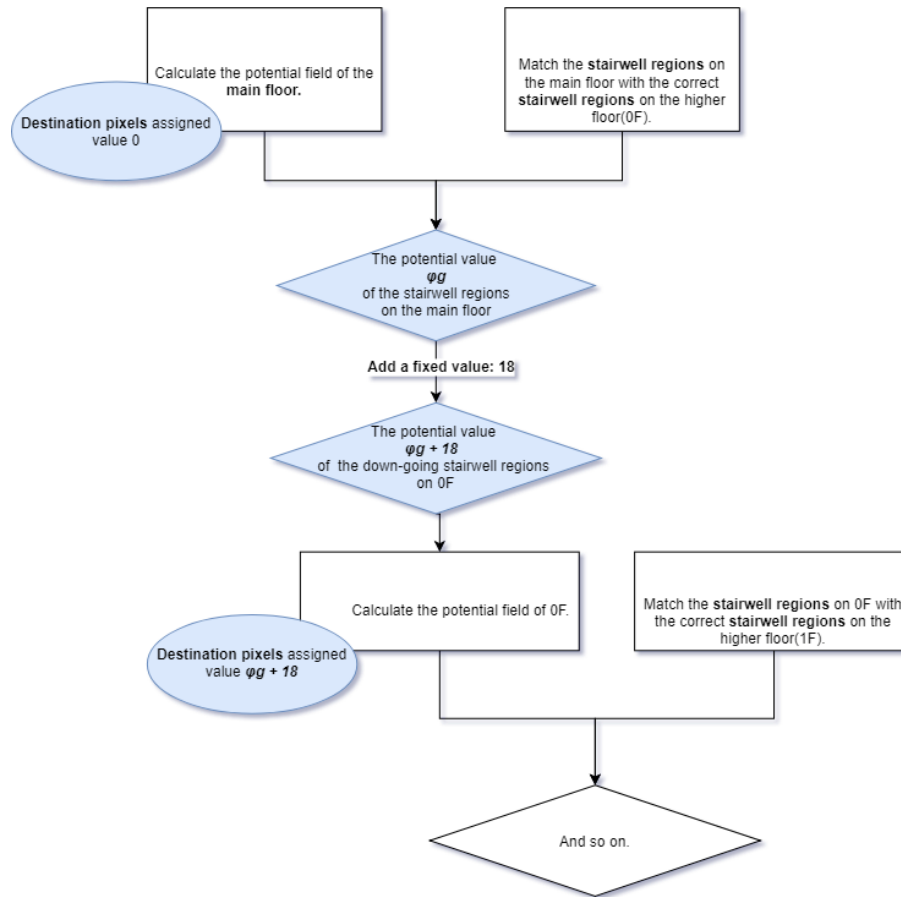 Calculate the potential field of the
main floor.
Destination pixels assigned
value 0
Match the stairwell regions on
the main floor with the correct
stairwell regions on the higher
floor(0F).
The potential value
φg
of the stairwell regions
on the main floor
Add a fixed value: 18
The potential value
φg + 18
of the down-going stairwell regions
on 0F
Calculate the potential field of 0F.
Destination pixels assigned
value φg + 18
Match the stairwell regions on 0F with
the correct stairwell regions on the
higher floor(1F).
And so on.